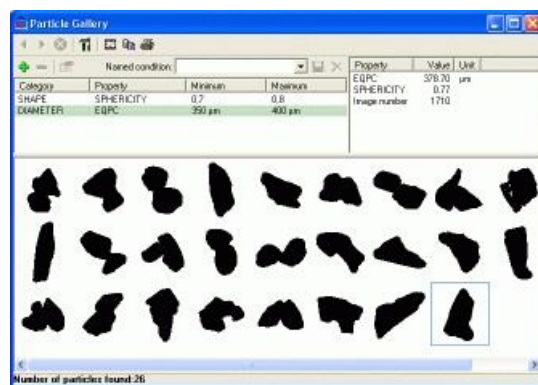 Particle Gallery
Named condition:
Category Property Minimum Maximum
SHAPE SPHERICITY 0,7 0,8
DIAMETER EQPC 350 µm 400 µm
Property Value Unit
EQPC 378.70 µm
SPHERICITY 0.77
Image number 1710
Number of particles found:26